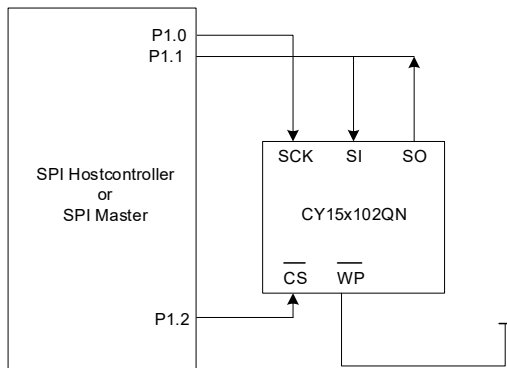 P1.0
P1.1
SPI Hostcontroller
or
SPI Master
SCK SI SO
CY15x102QN
CS WP
P1.2